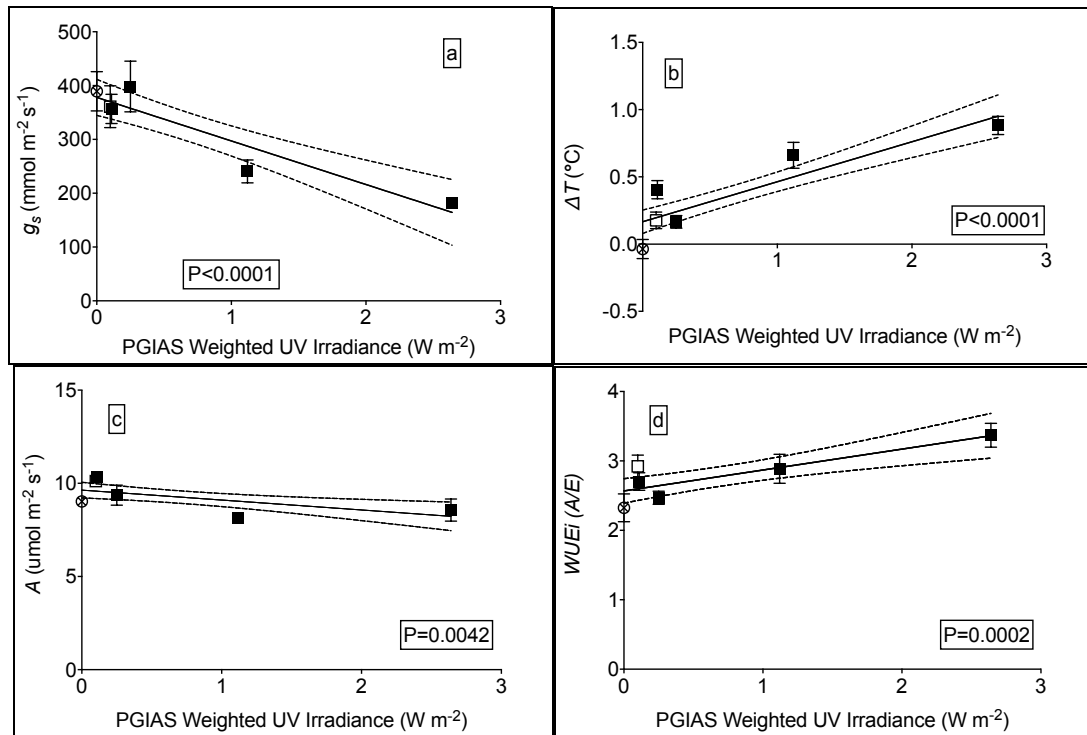 500
400
300
200
100
0
gs (mmol m-2 s-1)
a
P<0.0001
0 1 2 3
PGIAS Weighted UV Irradiance (W m-2)
1.5
1.0
0.5
0.0
-0.5
ΔT (°C)
b
P<0.0001
1 2 3
PGIAS Weighted UV Irradiance (W m-2)
15
10
5
0
A (umol m-2 s-1)
c
P=0.0042
0 1 2 3
PGIAS Weighted UV Irradiance (W m-2)
4
3
2
1
0
WUEi (A/E)
d
P=0.0002
0 1 2 3
PGIAS Weighted UV Irradiance (W m-2)